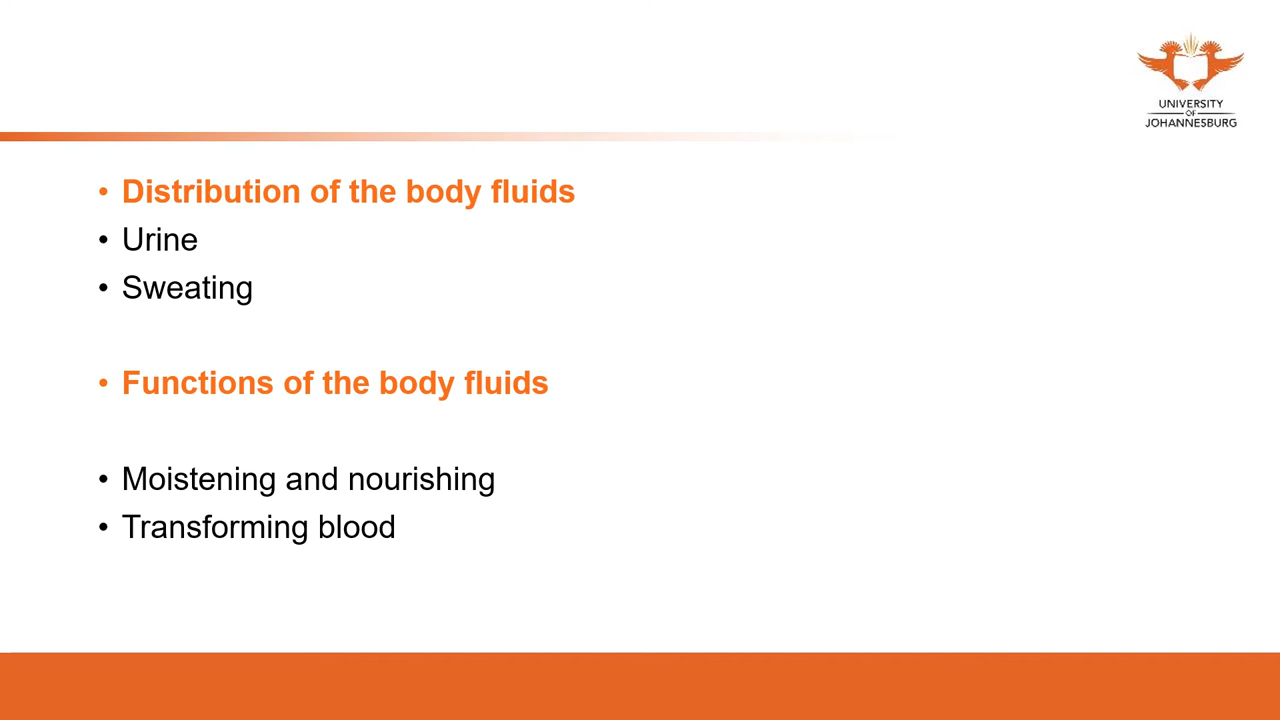 UNIVERSITY
OF
JOHANNESBURG
• Distribution of the body fluids
• Urine
• Sweating
• Functions of the body fluids
• Moistening and nourishing
• Transforming blood